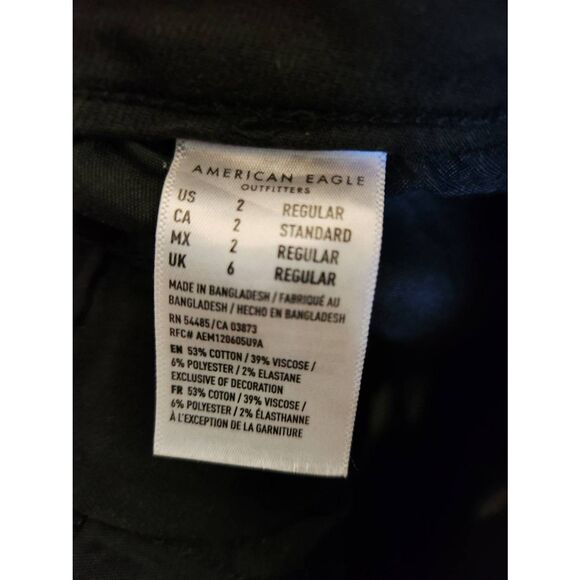 AMERICAN EAGLE
OUTFITTERS
US 2 REGULAR
CA 2 STANDARD
MX 2 REGULAR
UK 6 REGULAR
MADE IN BANGLADESH / FABRIQUÉ AU
BANGLADESH / HECHO EN BANGLADESH
RN 54485 / CA 03873
RFC# AEM120605U9A
EN 53% COTTON / 39% VISCOSE /
6% POLYESTER / 2% ELASTANE
EXCLUSIVE OF DECORATION
FR 53% COTON / 39% VISCOSE /
6% POLYESTER / 2% ÉLASTHANNE
À L'EXCEPTION DE LA GARNITURE